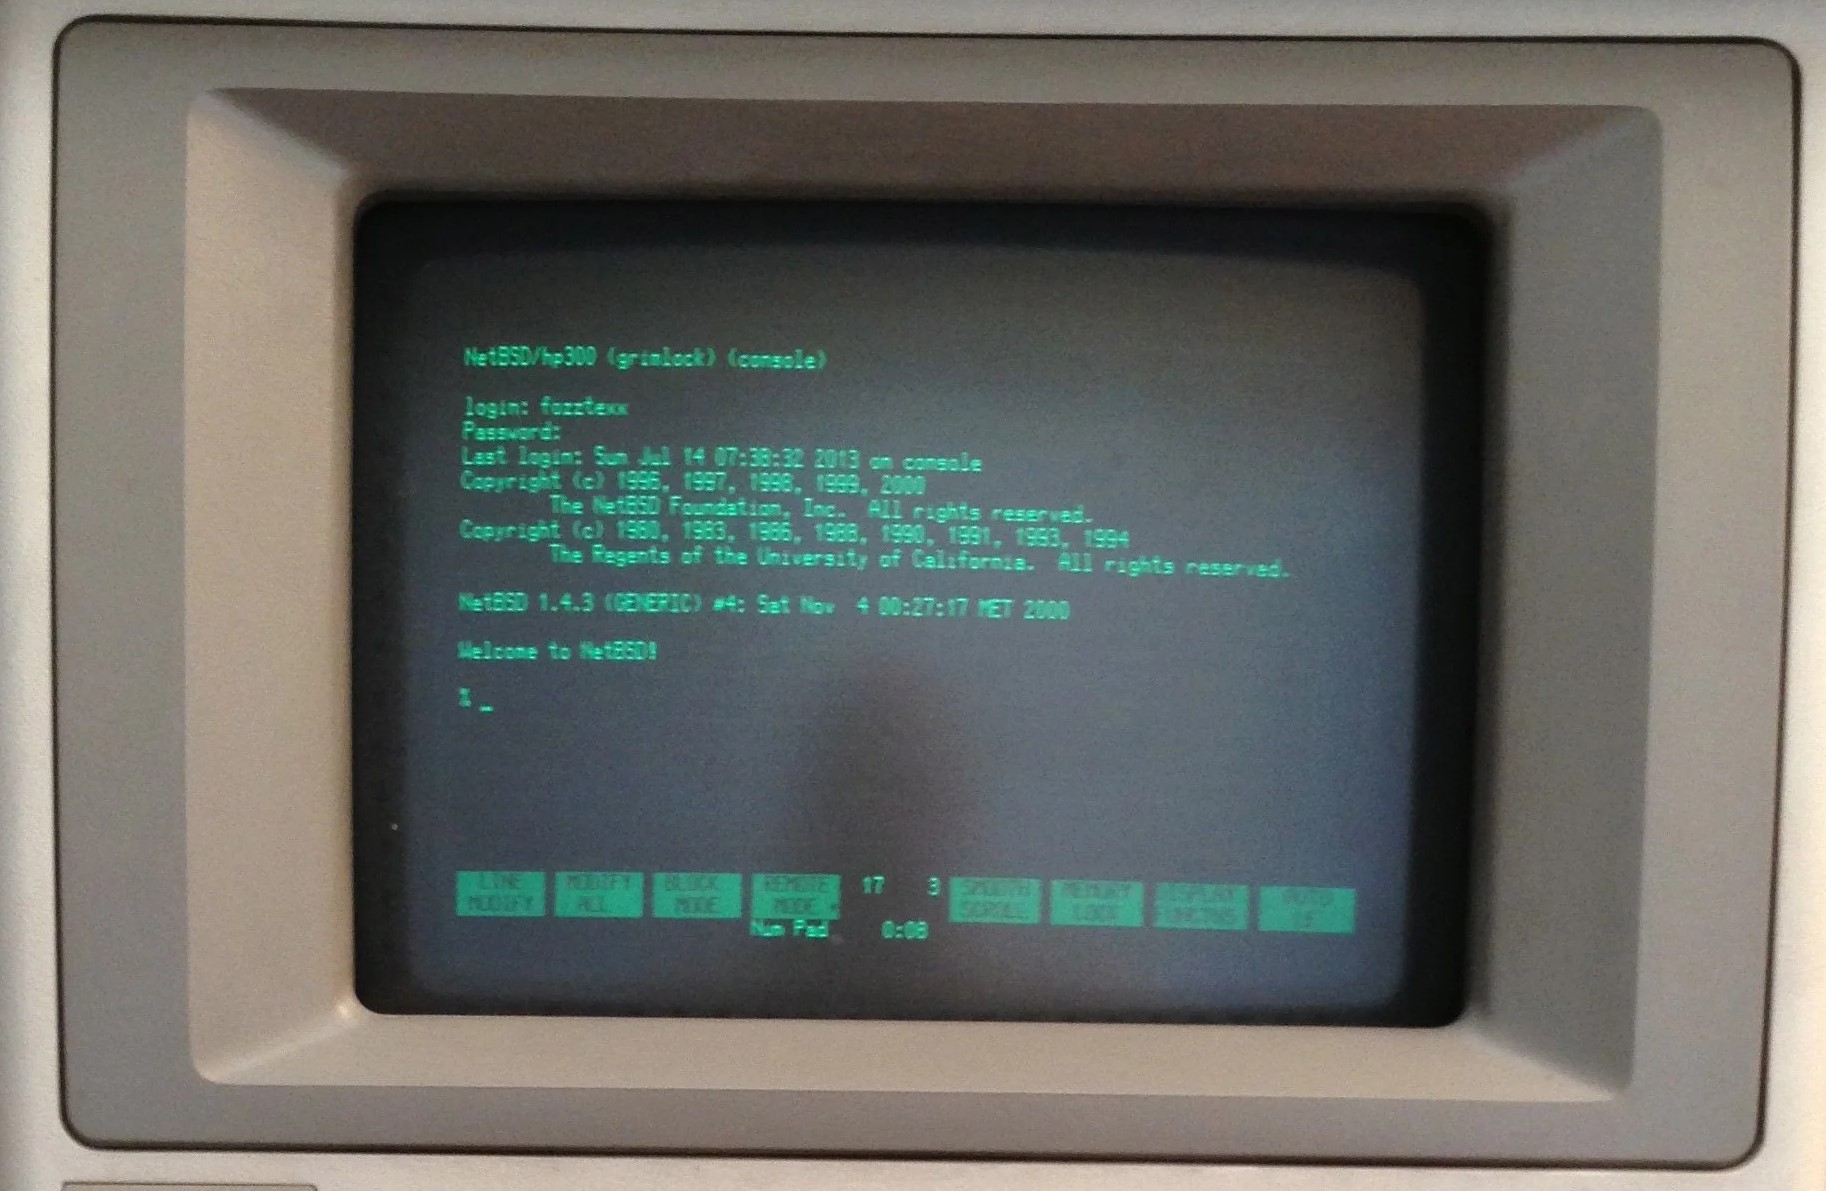 NetBSD/hp300 (grimlock) (console)
login: fozztexx
Password:
Last login: Sun Jul 14 07:38:32 2013 on console
Copyright (c) 1996, 1997, 1998, 1999, 2000
The NetBSD Foundation, Inc.  All rights reserved.
Copyright (c) 1980, 1983, 1986, 1988, 1990, 1991, 1993, 1994
The Regents of the University of California.  All rights reserved.
NetBSD 1.4.3 (GENERIC) #4: Sat Nov  4 00:27:17 MET 2000
Welcome to NetBSD!
% _
LINE MODIFY ALL BLOCK REMOTE 17 3 SMOOTH MEMORY DISPLAY AUTO
MODIFY ALL MODE MODE * SCROLL LOCK FUNCTNS LF
Num Pad 0:08